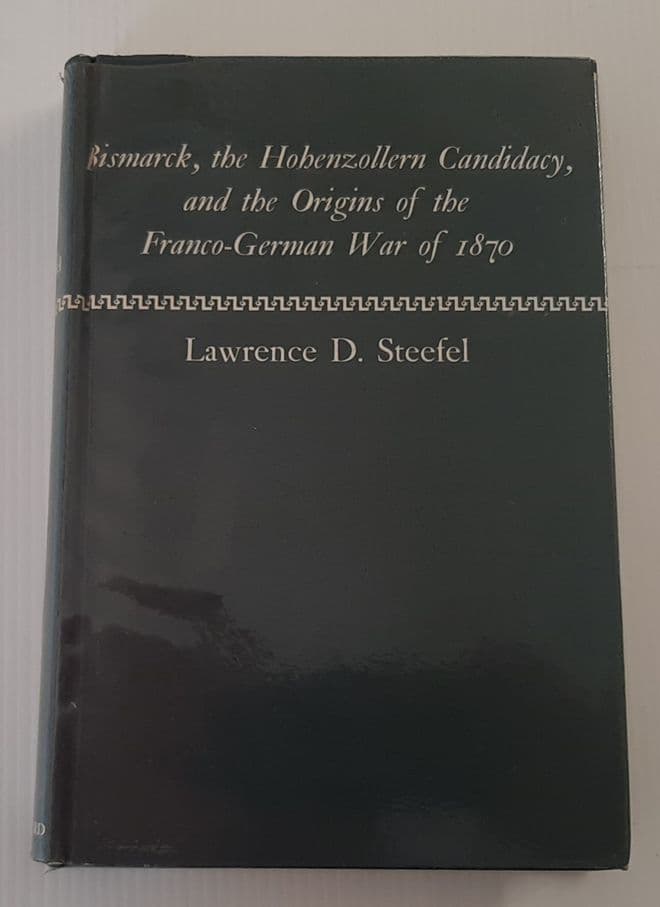 Bismarck, the Hohenzollern Candidacy,
and the Origins of the
Franco-German War of 1870
Lawrence D. Steefel